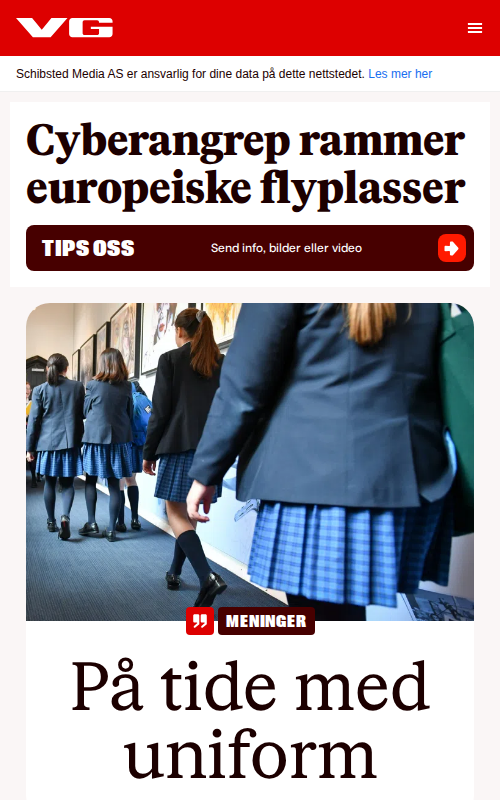 VG
Schibsted Media AS er ansvarlig for dine data på dette nettstedet. Les mer her
Cyberangrep rammer
europeiske flyplasser
TIPS OSS
Send info, bilder eller video
MENINGER
På tide med
uniform